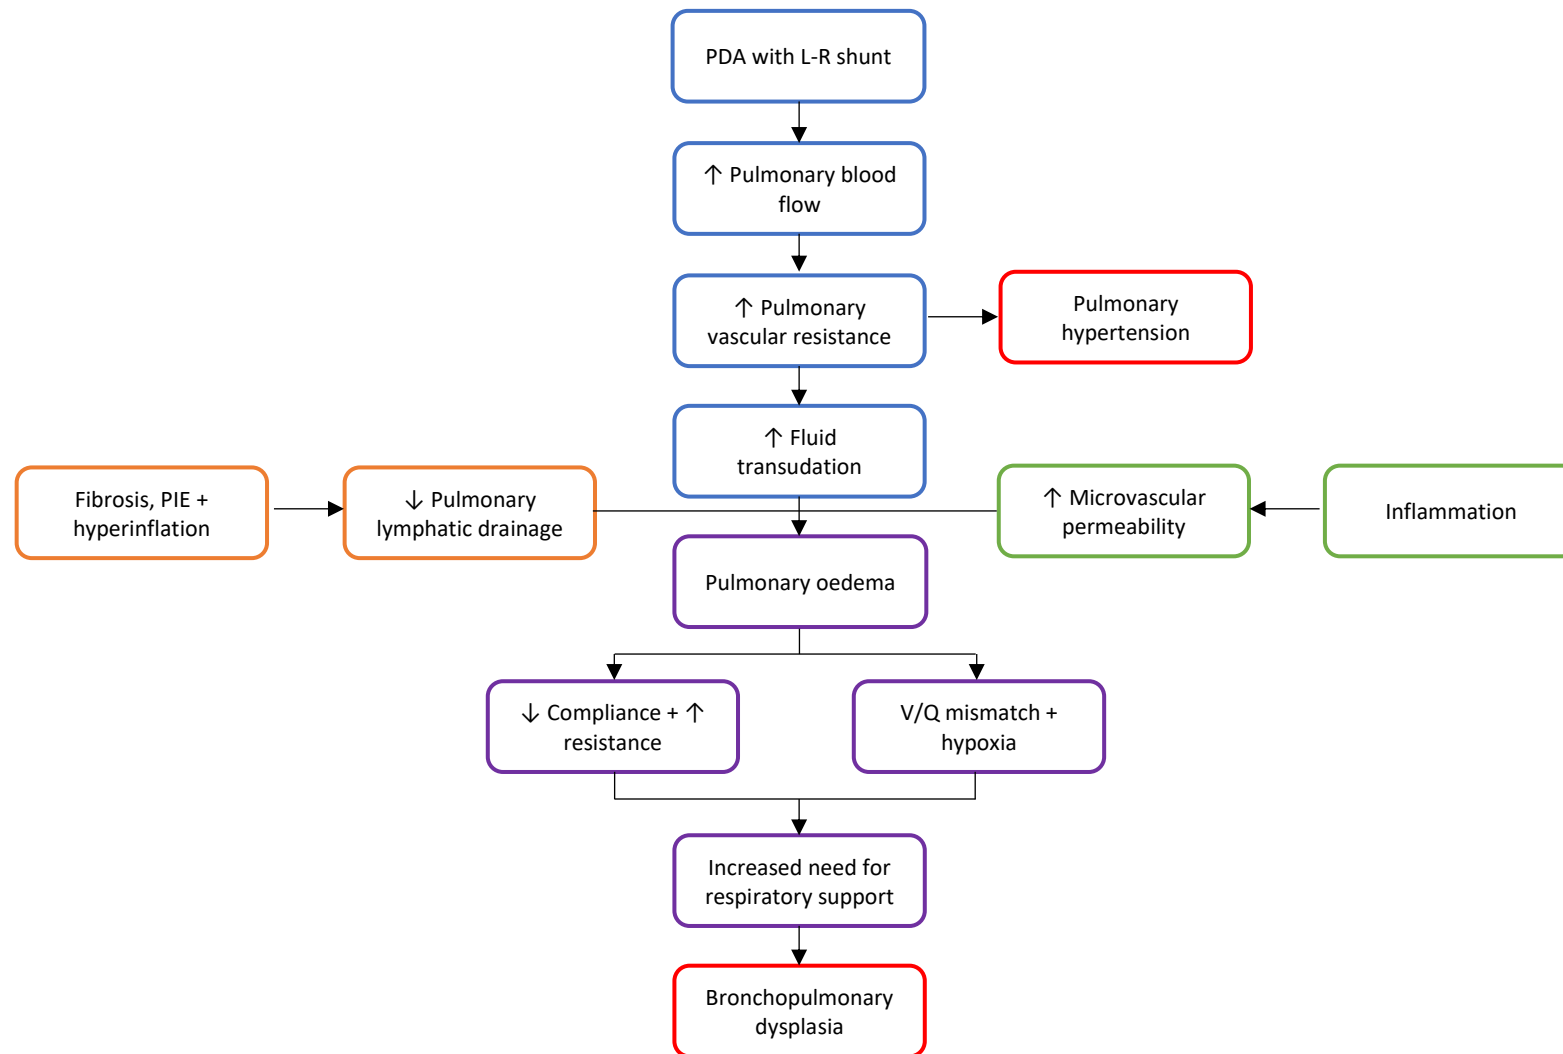 PDA with L-R shunt
↑ Pulmonary blood
flow
↑ Pulmonary
vascular resistance
Pulmonary
hypertension
↑ Fluid
transudation
Fibrosis, PIE +
hyperinflation
↓ Pulmonary
lymphatic drainage
↑ Microvascular
permeability
Inflammation
Pulmonary oedema
↓ Compliance + ↑
resistance
V/Q mismatch +
hypoxia
Increased need for
respiratory support
Bronchopulmonary
dysplasia